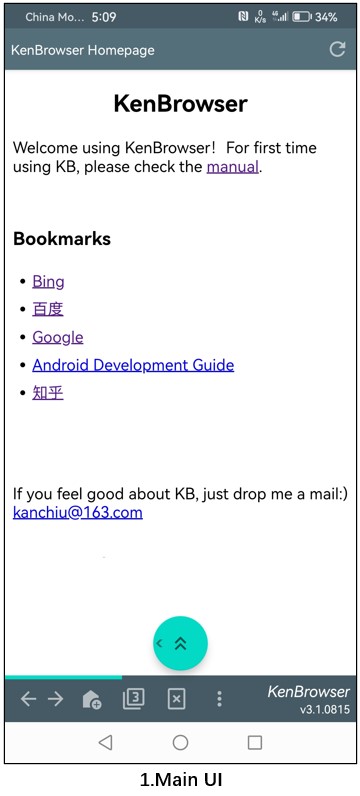 China Mo... 5:09 0 K/s 4G 34%
KenBrowser Homepage
KenBrowser
Welcome using KenBrowser! For first time
using KB, please check the manual.
Bookmarks
• Bing
• 百度
• Google
• Android Development Guide
• 知乎
If you feel good about KB, just drop me a mail:)
kanchiu@163.com
3
KenBrowser
v3.1.0815
1.Main UI